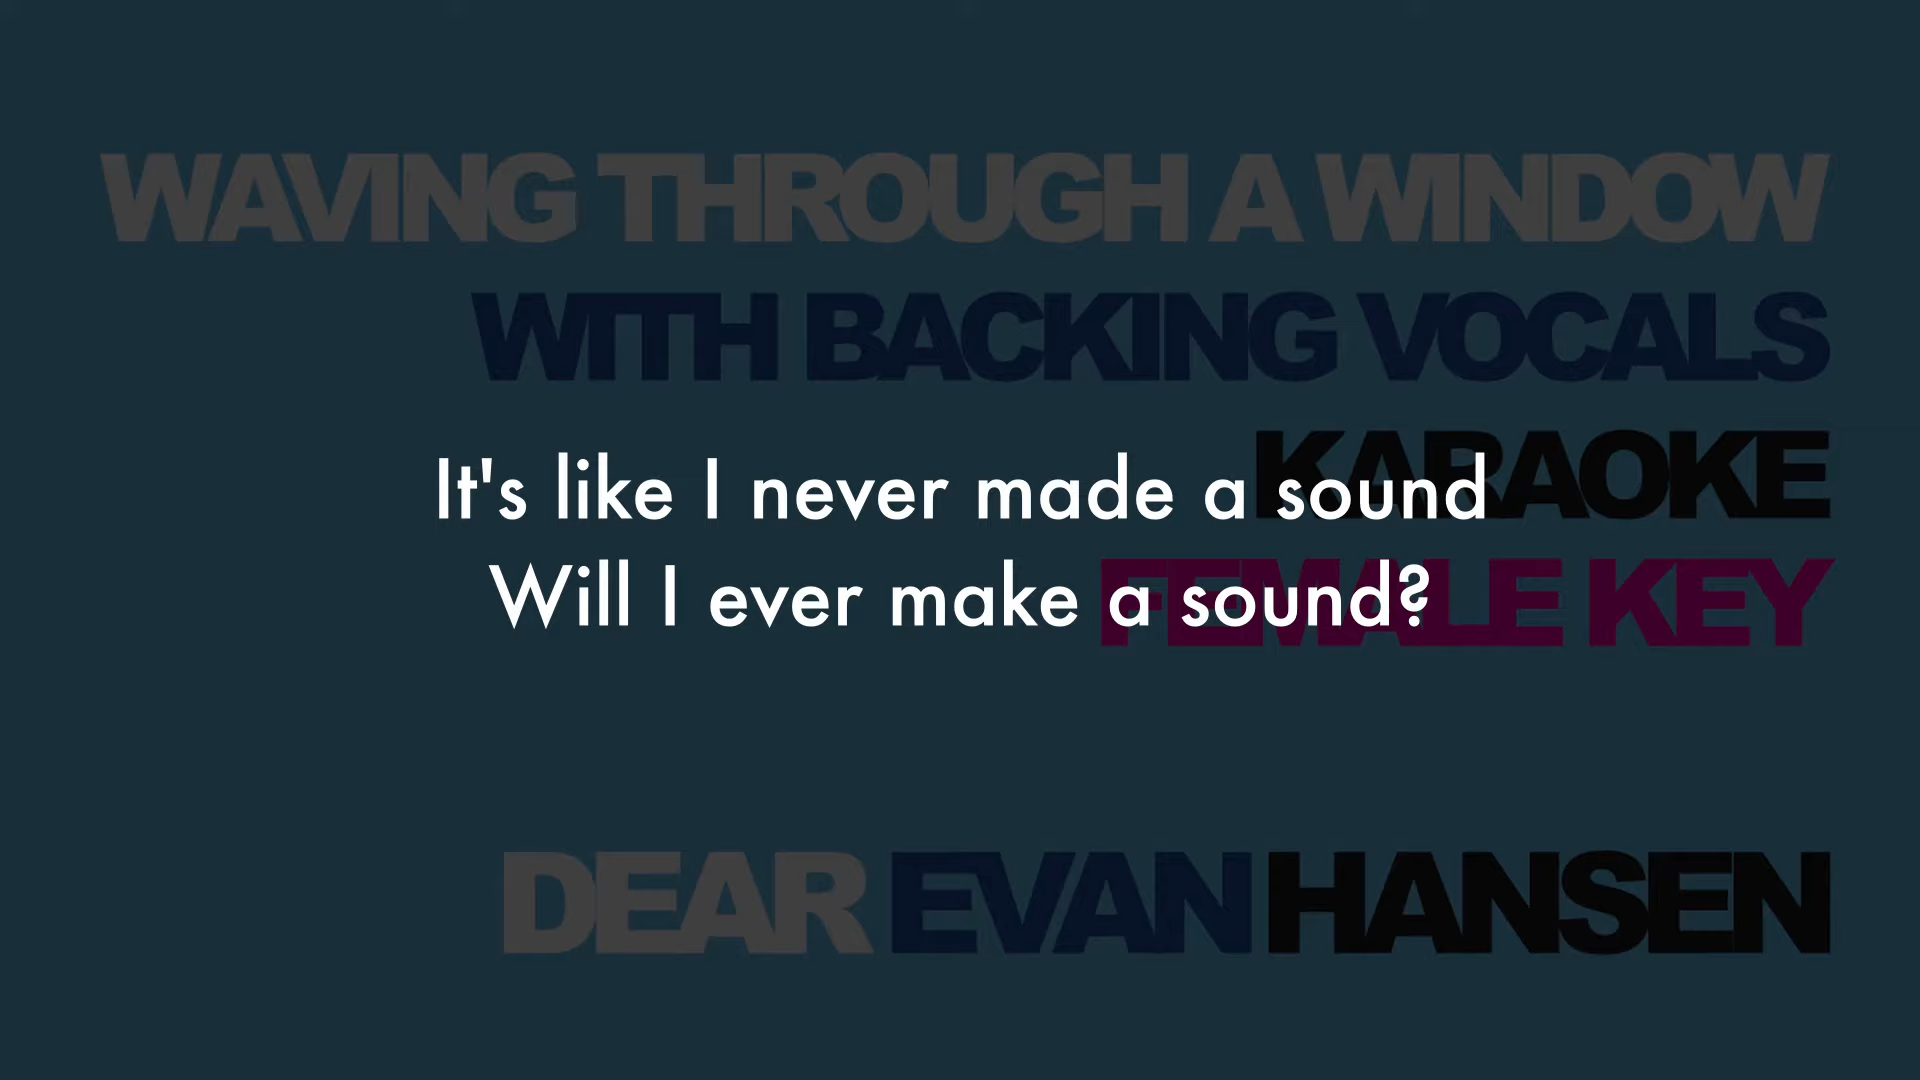 WAVING THROUGH A WINDOW
WITH BACKING VOCALS
KARAOKE
It's like I never made a sound
FEMALE KEY
Will I ever make a sound?
DEAR EVAN HANSEN